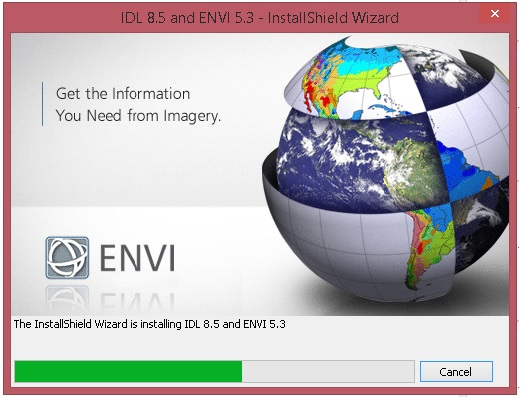 IDL 8.5 and ENVI 5.3 - InstallShield Wizard
Get the Information
You Need from Imagery.
ENVI
The InstallShield Wizard is installing IDL 8.5 and ENVI 5.3
Cancel